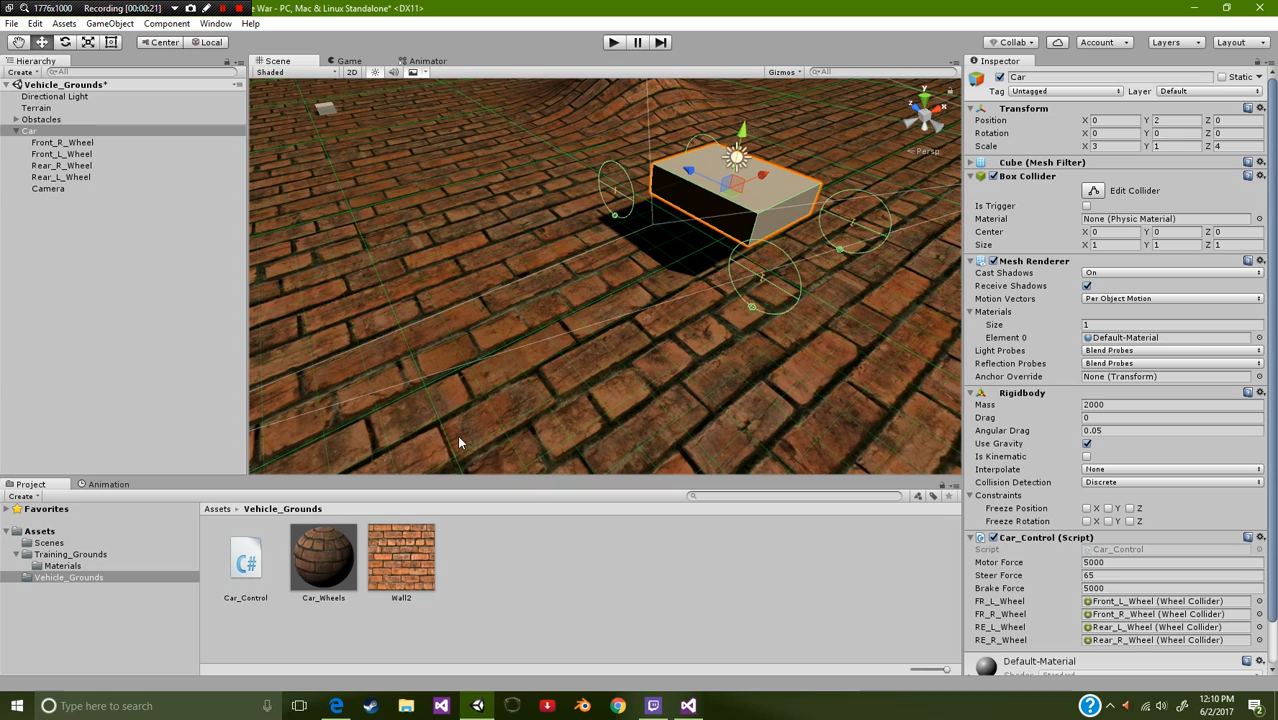 1776x1000 Recording [00:00:21] e War - PC, Mac & Linux Standalone* <DX11>
File Edit Assets GameObject Component Window Help
Center Local Collab Account Layers Layout
Hierarchy Scene Game Animator Inspector
Create All Shaded 2D Gizmos All
Vehicle_Grounds*
Directional Light
Terrain
Obstacles
Car
Front_R_Wheel
Front_L_Wheel
Rear_R_Wheel
Rear_L_Wheel
Camera
y
x
z
Persp
Car Static
Tag Untagged Layer Default
Transform
Position X 0 Y 2 Z 0
Rotation X 0 Y 0 Z 0
Scale X 3 Y 1 Z 4
Cube (Mesh Filter)
Box Collider
Edit Collider
Is Trigger
Material None (Physic Material)
Center X 0 Y 0 Z 0
Size X 1 Y 1 Z 1
Mesh Renderer
Cast Shadows On
Receive Shadows
Motion Vectors Per Object Motion
Materials
Size 1
Element 0 Default-Material
Light Probes Blend Probes
Reflection Probes Blend Probes
Anchor Override None (Transform)
Rigidbody
Mass 2000
Drag 0
Angular Drag 0.05
Use Gravity
Is Kinematic
Interpolate None
Collision Detection Discrete
Constraints
Freeze Position X Y Z
Freeze Rotation X Y Z
Car_Control (Script)
Script Car_Control
Motor Force 5000
Steer Force 65
Brake Force 5000
FR_L_Wheel Front_L_Wheel (Wheel Collider)
FR_R_Wheel Front_R_Wheel (Wheel Collider)
RE_L_Wheel Rear_L_Wheel (Wheel Collider)
RE_R_Wheel Rear_R_Wheel (Wheel Collider)
Default-Material
Project Animation
Create
Favorites
Assets
Scenes
Training_Grounds
Materials
Vehicle_Grounds
Assets Vehicle_Grounds
C#
Car_Control Car_Wheels Wall2
Type here to search
12:10 PM
6/2/2017
2